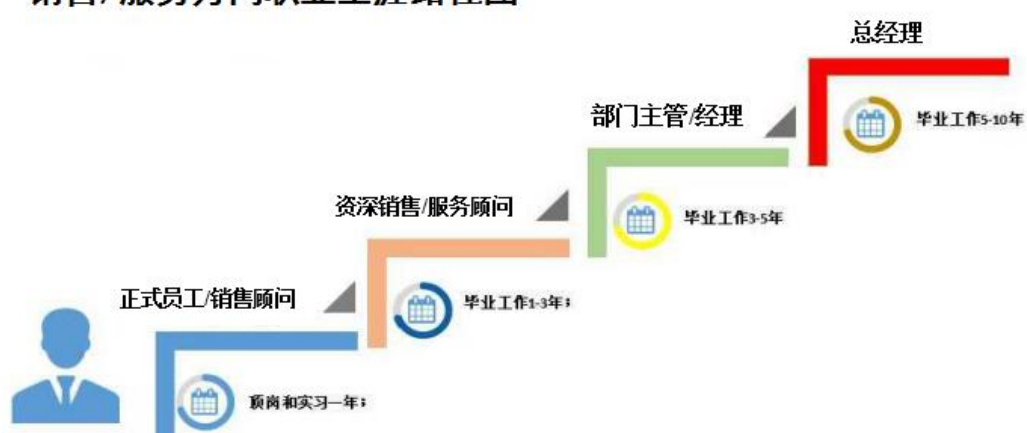 总经理
毕业工作5-10年
部门主管/经理
毕业工作3-5年
资深销售/服务顾问
毕业工作1-3年;
正式员工/销售顾问
顶岗和实习一年;